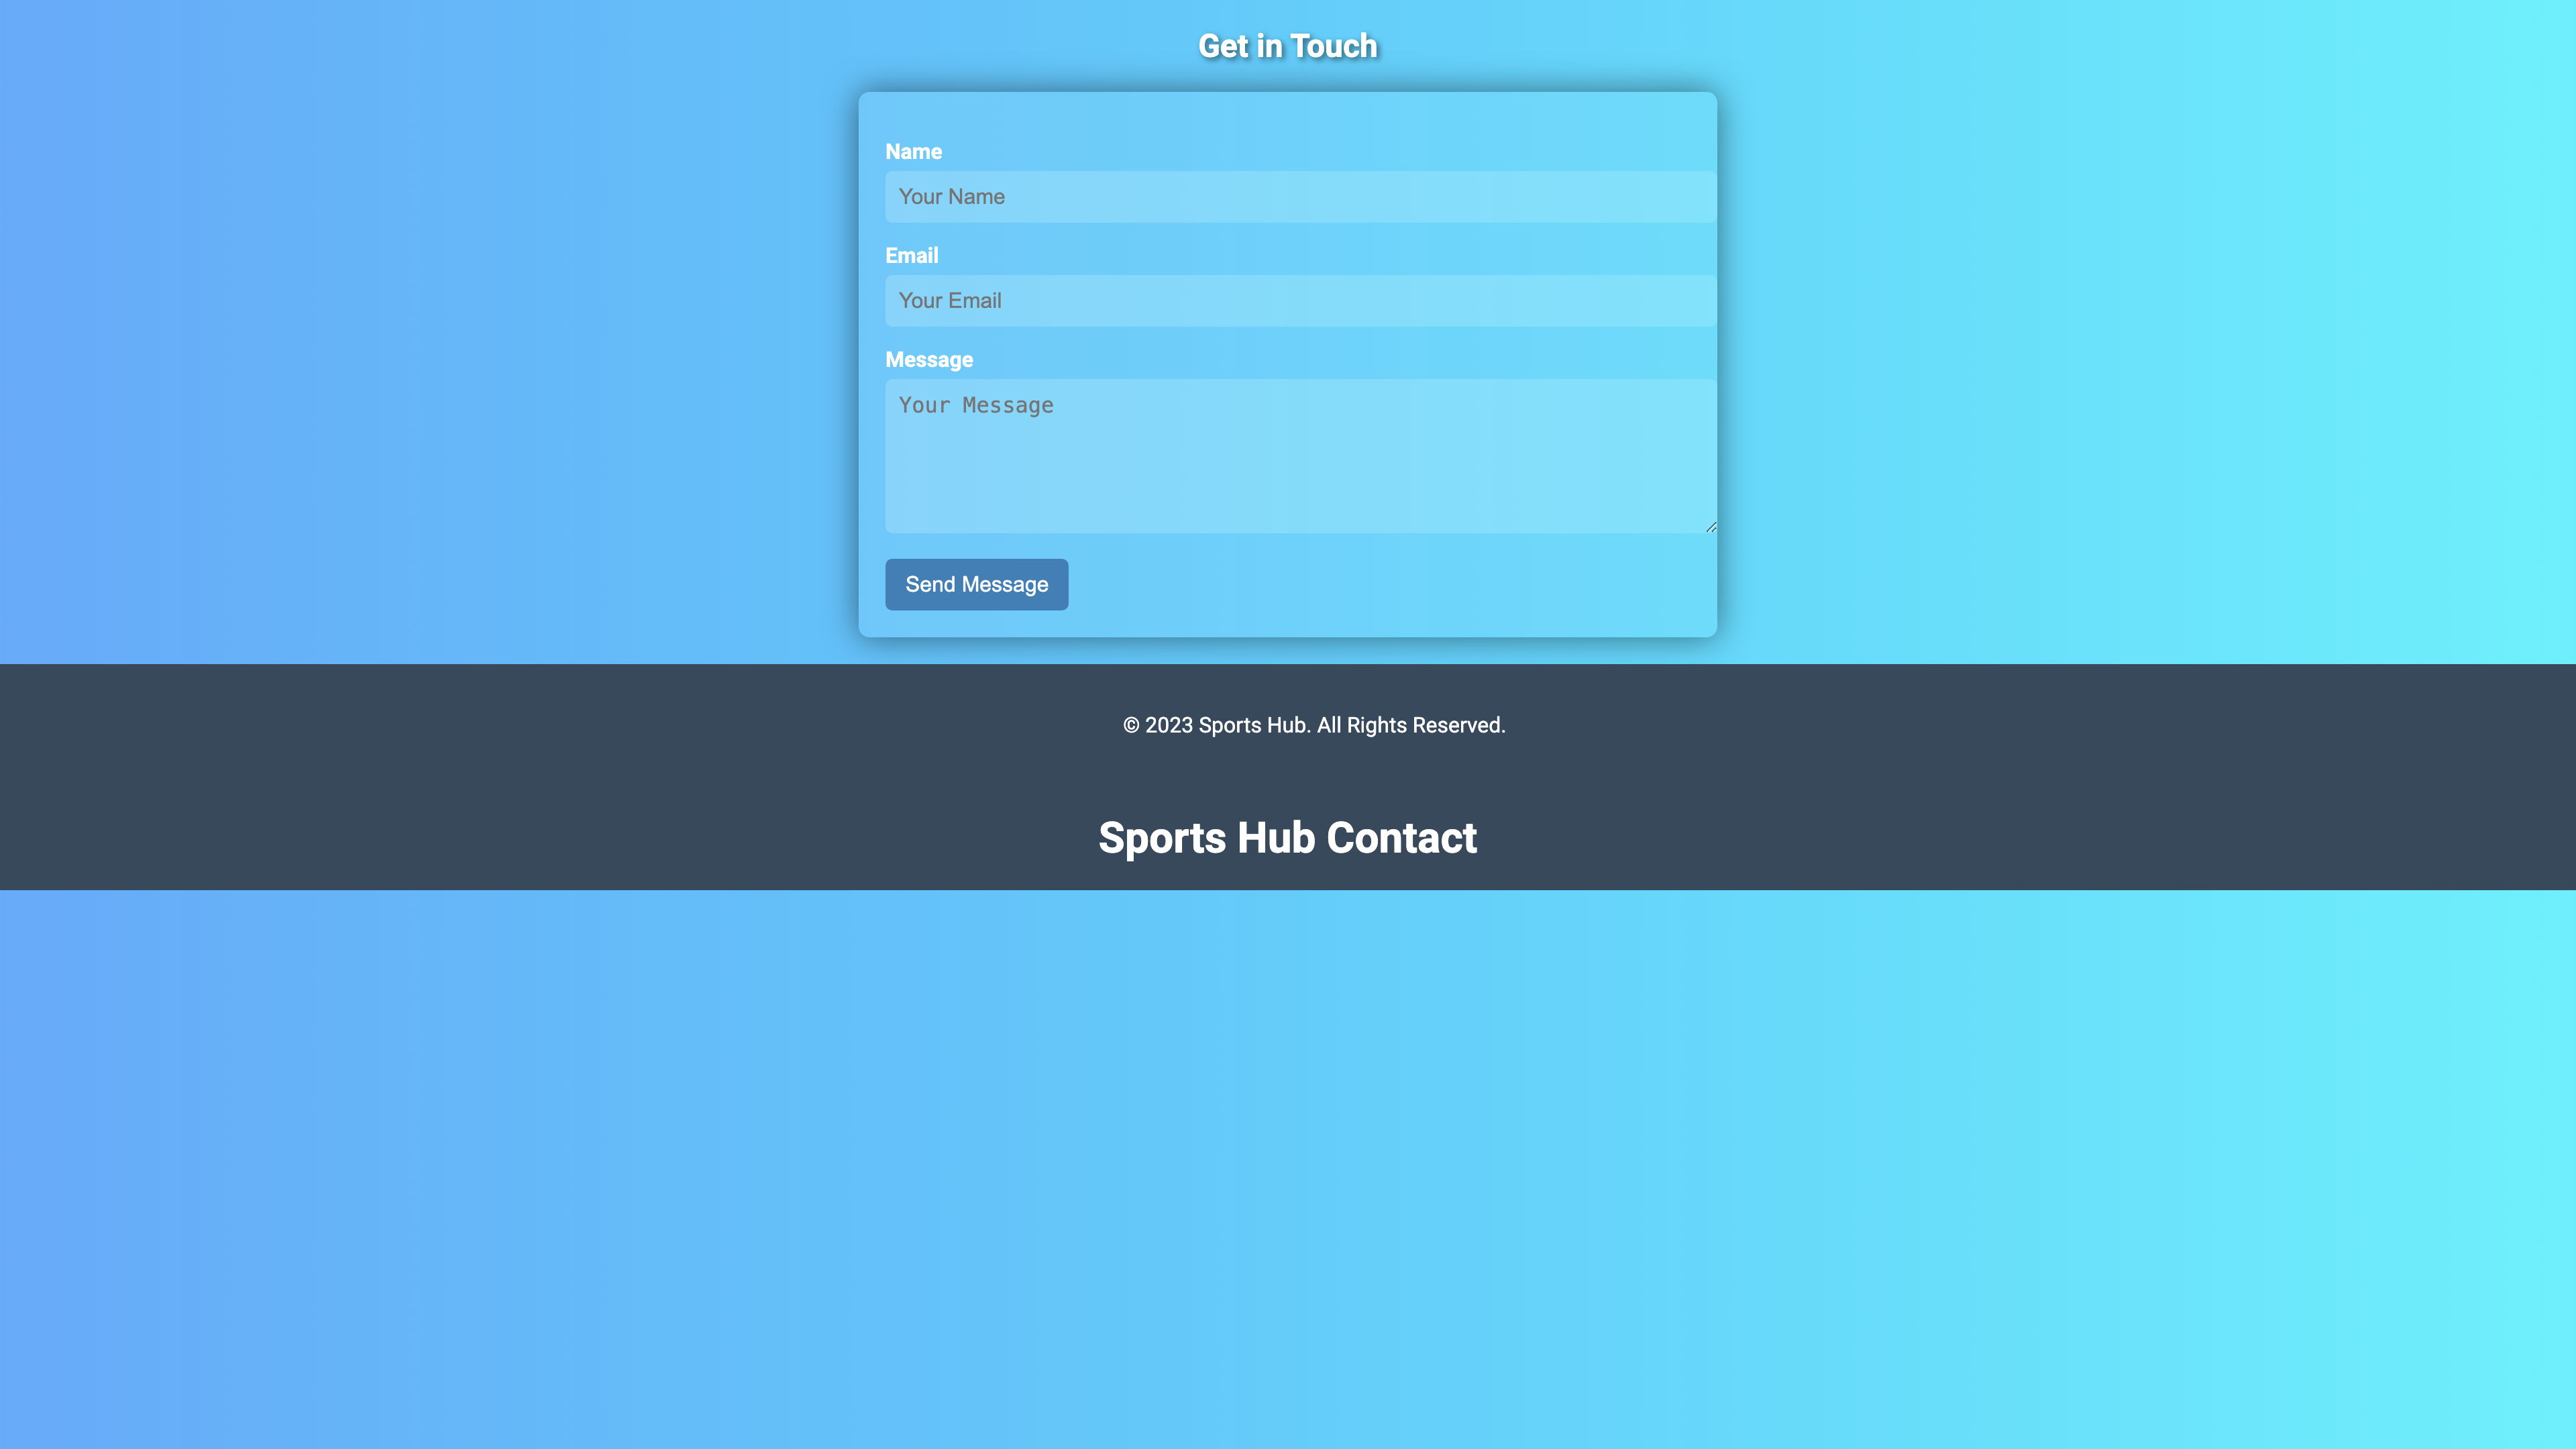 Get in Touch
Name
Your Name
Email
Your Email
Message
Your Message
Send Message
© 2023 Sports Hub. All Rights Reserved.
Sports Hub Contact